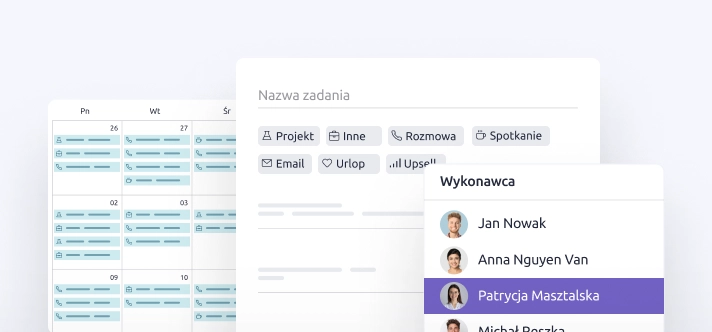 Pn Wt Śr
26 27
02 03
09 10
Nazwa zadania
Projekt Inne Rozmowa Spotkanie
Email Urlop Upsell
Wykonawca
Jan Nowak
Anna Nguyen Van
Patrycja Masztalska
Michał Reszka